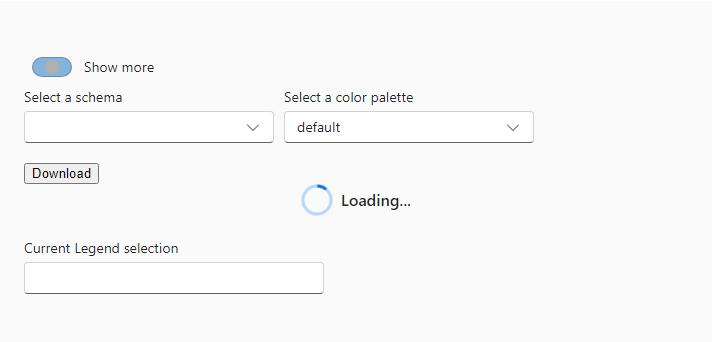 Show more
Select a schema
Select a color palette
default
Download
Loading...
Current Legend selection